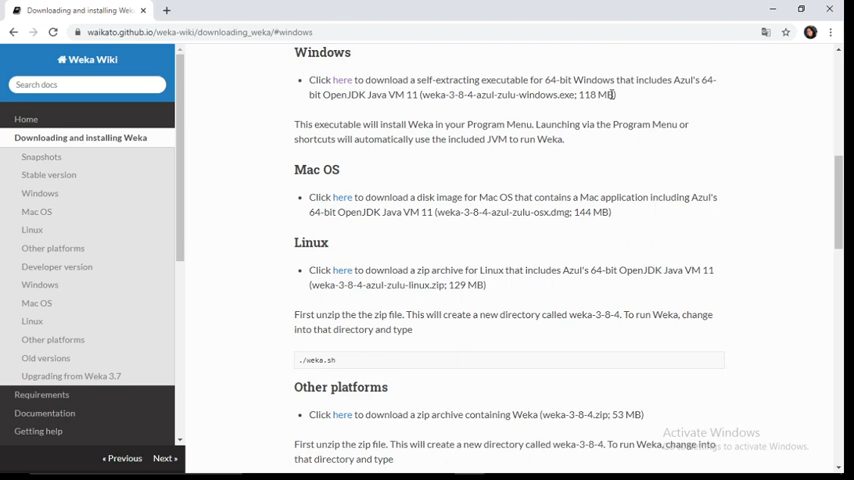 Downloading and installing Wek
waikato.github.io/weka-wiki/downloading_weka/#windows
Weka Wiki
Search docs
Home
Downloading and installing Weka
Snapshots
Stable version
Windows
Mac OS
Linux
Other platforms
Developer version
Windows
Mac OS
Linux
Other platforms
Old versions
Upgrading from Weka 3.7
Requirements
Documentation
Getting help
« Previous Next »
Windows
Click here to download a self-extracting executable for 64-bit Windows that includes Azul's 64-
bit OpenJDK Java VM 11 (weka-3-8-4-azul-zulu-windows.exe; 118 MB)
This executable will install Weka in your Program Menu. Launching via the Program Menu or
shortcuts will automatically use the included JVM to run Weka.
Mac OS
Click here to download a disk image for Mac OS that contains a Mac application including Azul's
64-bit OpenJDK Java VM 11 (weka-3-8-4-azul-zulu-osx.dmg; 144 MB)
Linux
Click here to download a zip archive for Linux that includes Azul's 64-bit OpenJDK Java VM 11
(weka-3-8-4-azul-zulu-linux.zip; 129 MB)
First unzip the the zip file. This will create a new directory called weka-3-8-4. To run Weka, change
into that directory and type
./weka.sh
Other platforms
Click here to download a zip archive containing Weka (weka-3-8-4.zip; 53 MB)
First unzip the zip file. This will create a new directory called weka-3-8-4. To run Weka, change into
that directory and type
Activate Windows
to activate Windows.